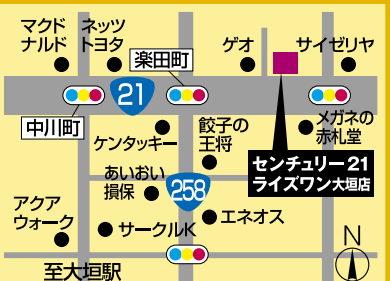 マクド
ナルド
ネッツ
トヨタ
楽田町
ゲオ
サイゼリヤ
21
中川町
ケンタッキー
餃子の
王将
メガネの
赤札堂
センチュリー21
ライズワン大垣店
あいおい
損保
258
アクア
ウォーク
サークルK
エネオス
至大垣駅
N